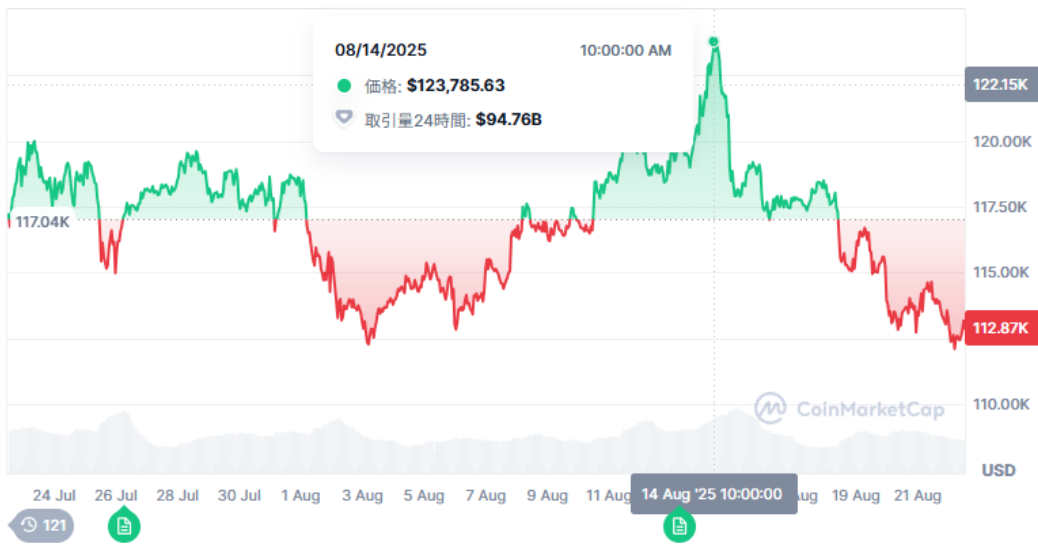 08/14/2025 10:00:00 AM
価格: $123,785.63
取引量24時間: $94.76B
122.15K
120.00K
117.50K
117.04K
115.00K
112.87K
110.00K
CoinMarketCap
USD
24 Jul 26 Jul 28 Jul 30 Jul 1 Aug 3 Aug 5 Aug 7 Aug 9 Aug 11 Aug 14 Aug '25 10:00:00 Aug 19 Aug 21 Aug
121